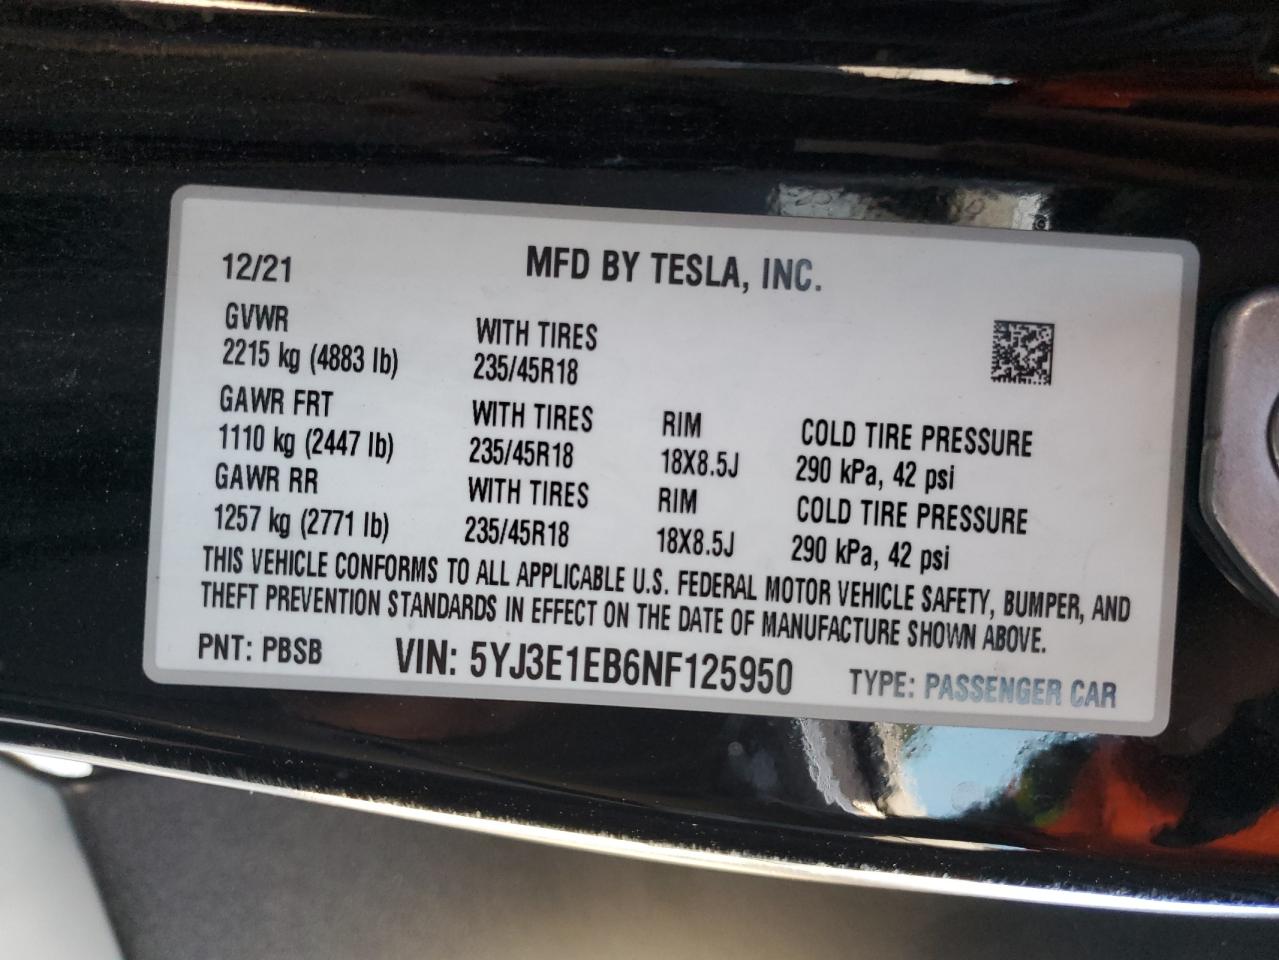 12/21 MFD BY TESLA, INC.
GVWR WITH TIRES
2215 kg (4883 lb) 235/45R18
GAWR FRT WITH TIRES RIM COLD TIRE PRESSURE
1110 kg (2447 lb) 235/45R18 18X8.5J 290 kPa, 42 psi
GAWR RR WITH TIRES RIM COLD TIRE PRESSURE
1257 kg (2771 lb) 235/45R18 18X8.5J 290 kPa, 42 psi
THIS VEHICLE CONFORMS TO ALL APPLICABLE U.S. FEDERAL MOTOR VEHICLE SAFETY, BUMPER, AND
THEFT PREVENTION STANDARDS IN EFFECT ON THE DATE OF MANUFACTURE SHOWN ABOVE.
PNT: PBSB VIN: 5YJ3E1EB6NF125950 TYPE: PASSENGER CAR